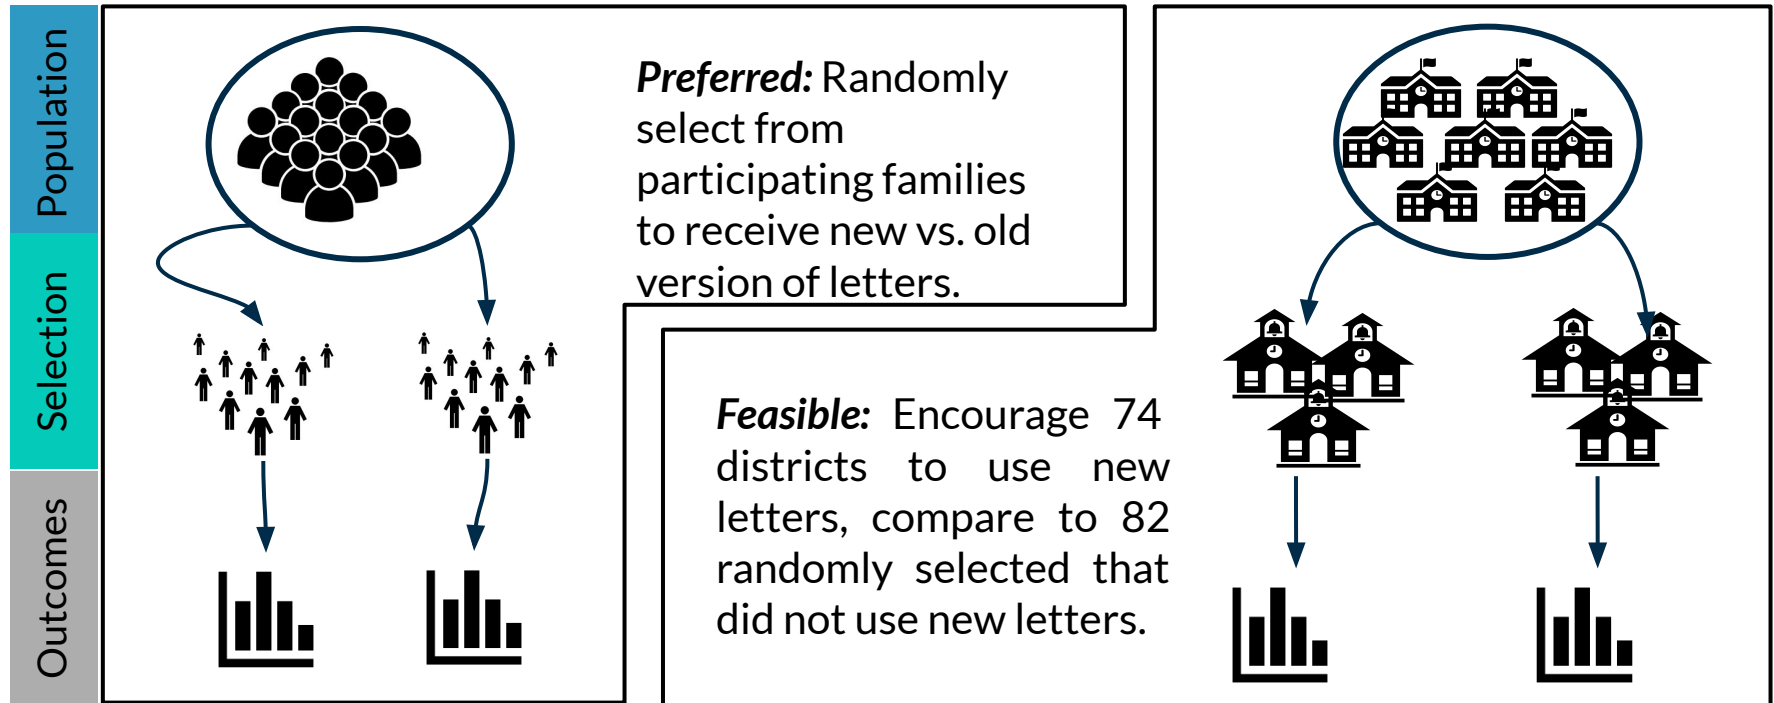 Population
Selection
Outcomes
Preferred: Randomly
select from
participating families
to receive new vs. old
version of letters.
Feasible: Encourage 74
districts to use new
letters, compare to 82
randomly selected that
did not use new letters.